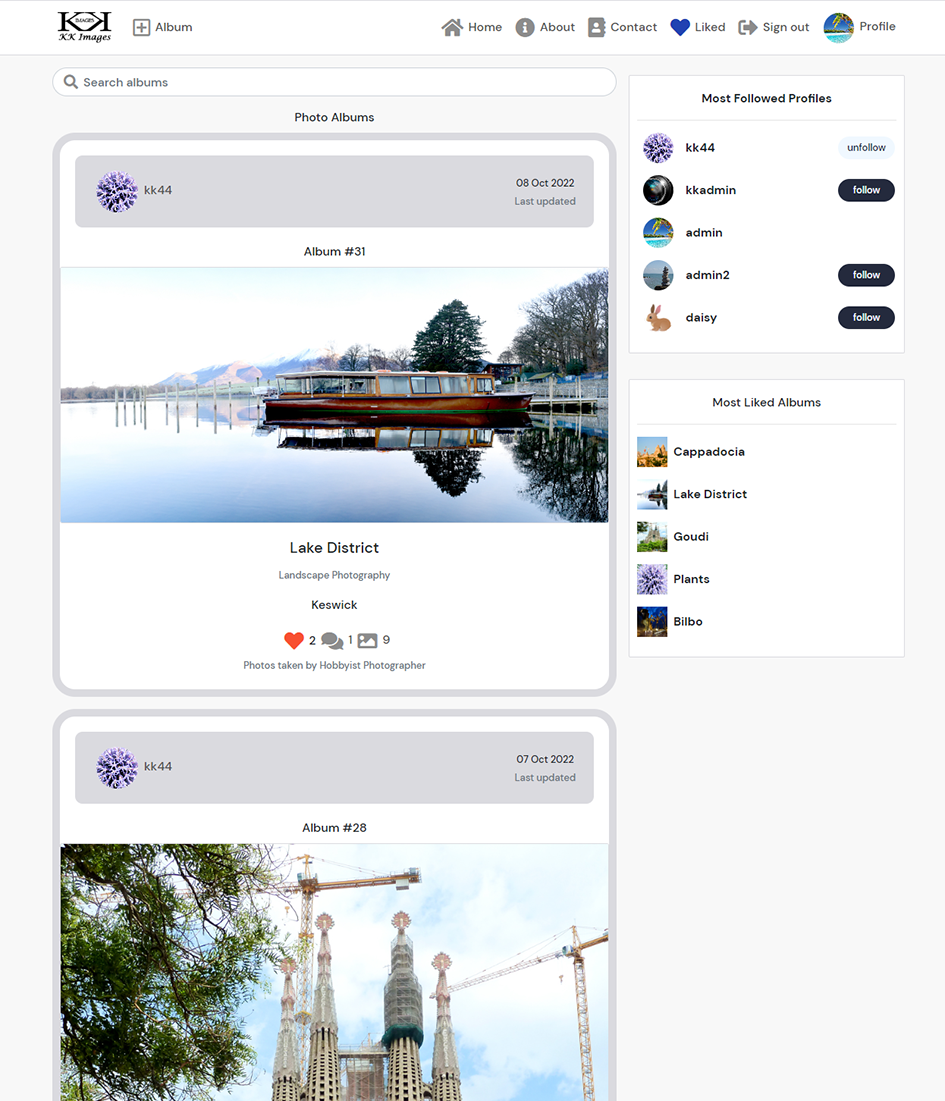 KK IMAGES
KK Images
Album
Home
About
Contact
Liked
Sign out
Profile
Search albums
Photo Albums
kk44
08 Oct 2022
Last updated
Album #31
Lake District
Landscape Photography
Keswick
2
1
9
Photos taken by Hobbyist Photographer
kk44
07 Oct 2022
Last updated
Album #28
Most Followed Profiles
kk44
unfollow
kkadmin
follow
admin
admin2
follow
daisy
follow
Most Liked Albums
Cappadocia
Lake District
Goudi
Plants
Bilbo